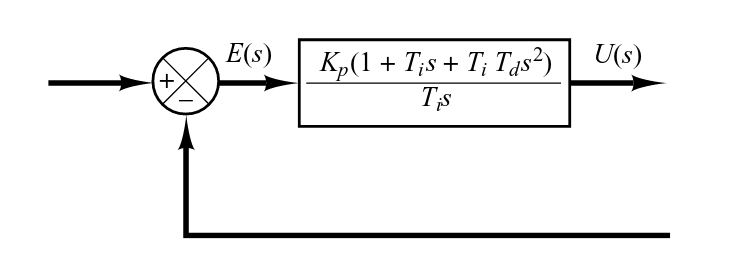 E(s)
K_p(1 + T_i s + T_i T_d s^2)
U(s)
T_i s
+
−